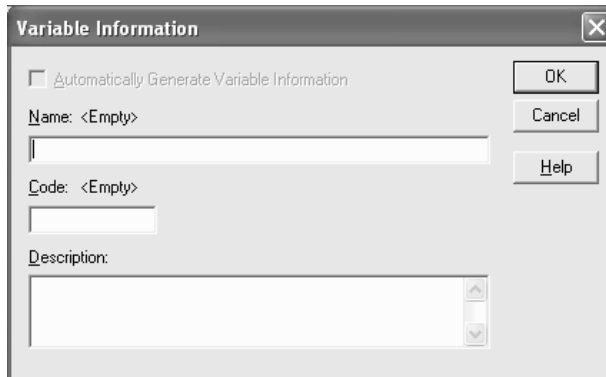 Variable Information
Automatically Generate Variable Information
OK
Name: <Empty>
Cancel
Help
Code: <Empty>
Description: